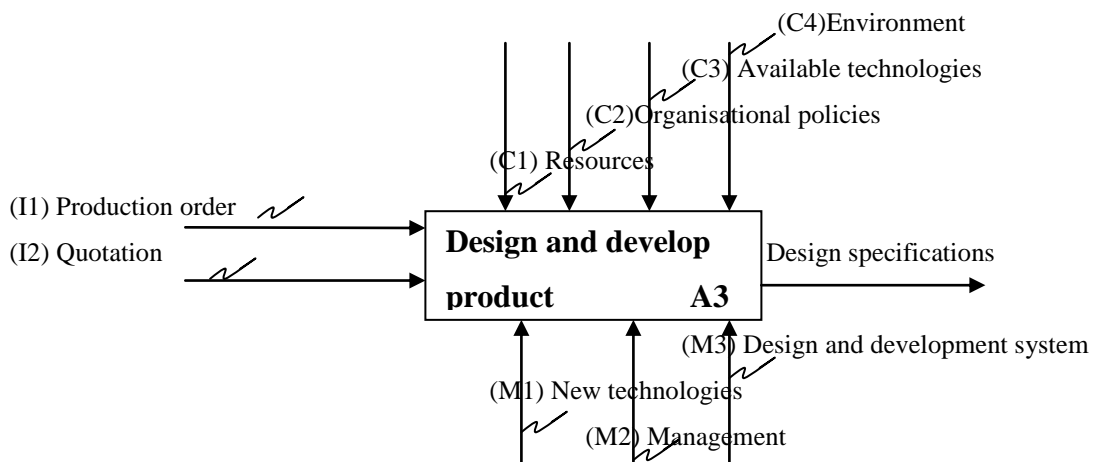 (C4)Environment
(C3) Available technologies
(C2)Organisational policies
(C1) Resources
(I1) Production order
(I2) Quotation
Design and develop
product A3
Design specifications
(M3) Design and development system
(M1) New technologies
(M2) Management